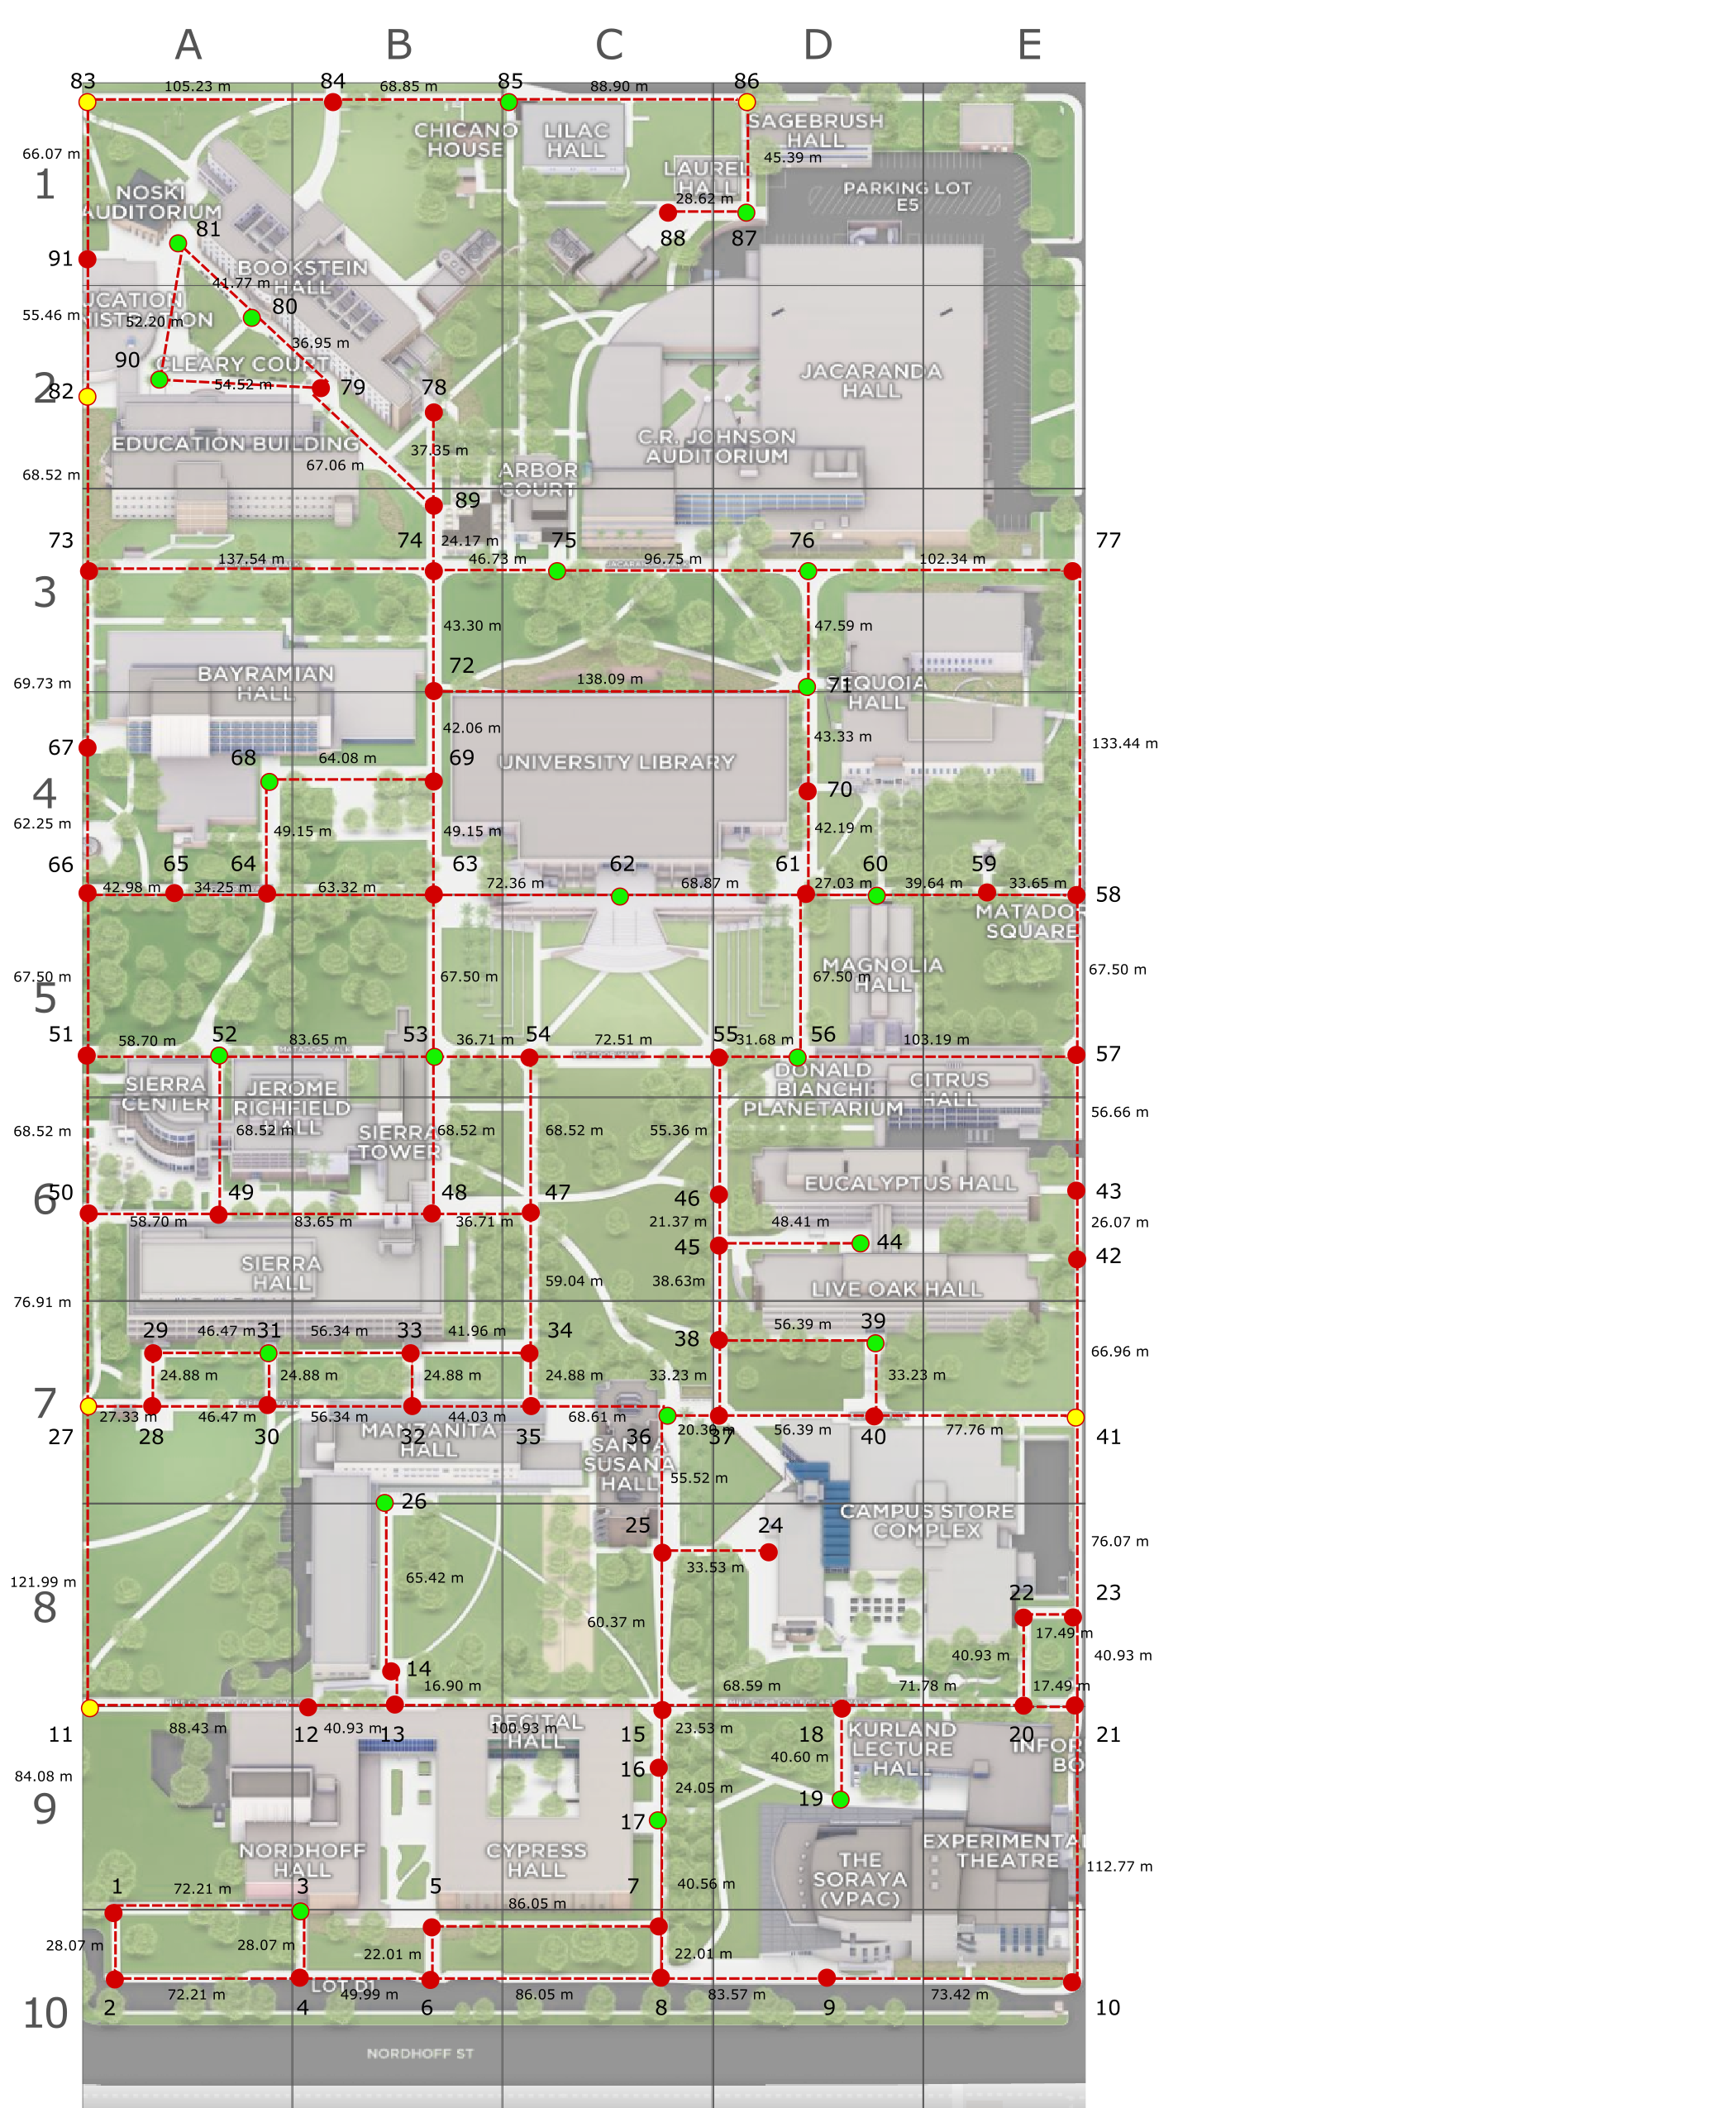 A B C D E
83 84 85 86
105.23 m 68.85 m 88.90 m
CHICANO
HOUSE
LILAC
HALL
SAGEBRUSH
HALL
45.39 m
66.07 m
1
LAUREL
HALL
28.62 m
PARKING LOT
E5
NOSKI
AUDITORIUM
81
88 87
91
BOOKSTEIN
HALL
41.77 m
UCATION
NISTRATION
55.46 m
52.20 m
80
36.95 m
90
CLEARY COURT
54.52 m
79
78
2
82
JACARANDA
HALL
EDUCATION BUILDING
37.35 m
67.06 m
C.R. JOHNSON
AUDITORIUM
68.52 m
ARBOR
COURT
89
73 74 24.17 m 75 76 77
137.54 m 46.73 m 96.75 m 102.34 m
3
43.30 m
47.59 m
72
BAYRAMIAN
HALL
138.09 m
71
SEQUOIA
HALL
69.73 m
42.06 m
43.33 m
133.44 m
67
68
64.08 m
69
UNIVERSITY LIBRARY
4
70
62.25 m
49.15 m
49.15 m
42.19 m
66 65 64 63 62 61 60 59
42.98 m 34.25 m 63.32 m 72.36 m 68.87 m 27.03 m 39.64 m 33.65 m
58
MATADOR
SQUARE
MAGNOLIA
HALL
67.50 m
67.50 m
67.50 m
67.50 m
5
51 52 53 54 55 56 57
58.70 m 83.65 m 36.71 m 72.51 m 31.68 m 103.19 m
MATADOR WALK
MATADOR WALK
SIERRA
CENTER
JEROME
RICHFIELD
HALL
DONALD
BIANCHI
PLANETARIUM
CITRUS
HALL
56.66 m
68.52 m
68.52 m
SIERRA
TOWER
68.52 m
68.52 m
55.36 m
EUCALYPTUS HALL
6
50 49 48 47 46 43
58.70 m 83.65 m 36.71 m 21.37 m 48.41 m 26.07 m
45 44
42
SIERRA
HALL
59.04 m
38.63m
LIVE OAK HALL
76.91 m
29 46.47 m 31 56.34 m 33 41.96 m 34 38 56.39 m 39
66.96 m
24.88 m 24.88 m 24.88 m 24.88 m 33.23 m 33.23 m
7
27.33 m 46.47 m 56.34 m 44.03 m 68.61 m 20.30 m 56.39 m 77.76 m
27 28 30 32 35 36 37 40 41
MANZANITA
HALL
SANTA
SUSANA
HALL
55.52 m
26
25 24
CAMPUS STORE
COMPLEX
76.07 m
33.53 m
121.99 m
65.42 m
8
60.37 m
22 23
17.49 m
40.93 m
40.93 m
14
16.90 m
68.59 m 71.78 m 17.49 m
11 88.43 m 12 40.93 m 13 100.93 m 15 23.53 m 18 20 21
RECITAL
HALL
KURLAND
LECTURE
HALL
INFOR
BO
40.60 m
84.08 m
16
24.05 m
19
9
17
NORDHOFF
HALL
CYPRESS
HALL
THE
SORAYA
(VPAC)
EXPERIMENTAL
THEATRE
112.77 m
1 72.21 m 3 5 86.05 m 7 40.56 m
28.07 m 28.07 m 22.01 m 22.01 m
LOT D1
72.21 m 49.99 m 86.05 m 83.57 m 73.42 m
10
2 4 6 8 9 10
NORDHOFF ST